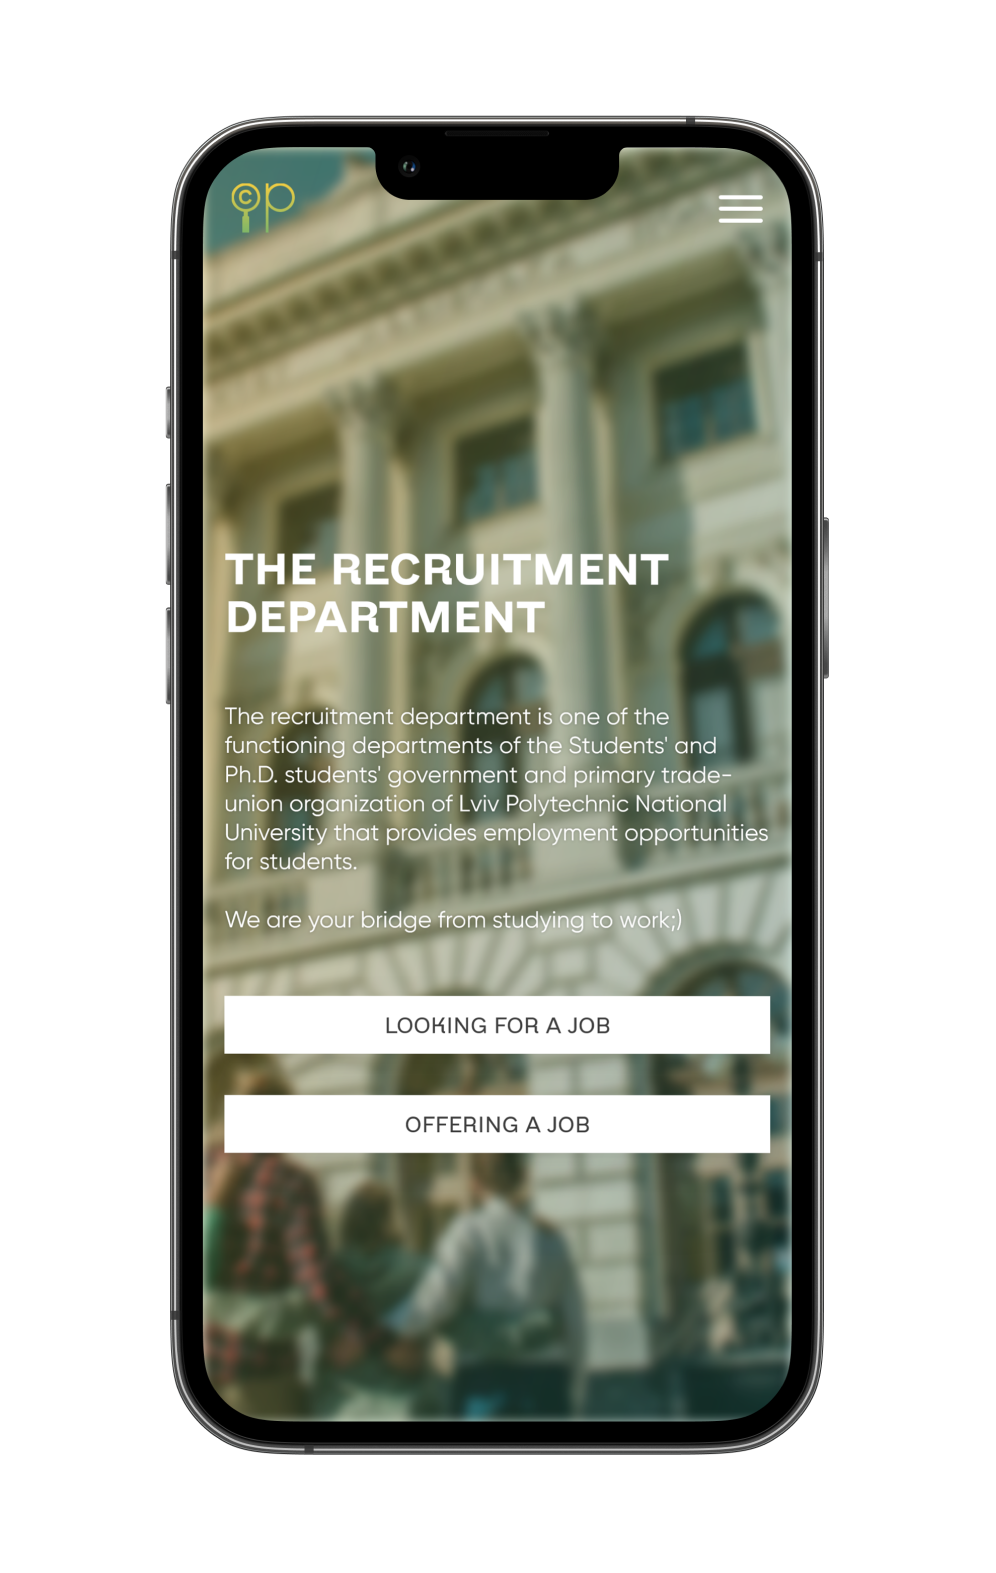 ©p
THE RECRUITMENT
DEPARTMENT
The recruitment department is one of the
functioning departments of the Students' and
Ph.D. students' government and primary trade-
union organization of Lviv Polytechnic National
University that provides employment opportunities
for students.
We are your bridge from studying to work;)
LOOKING FOR A JOB
OFFERING A JOB